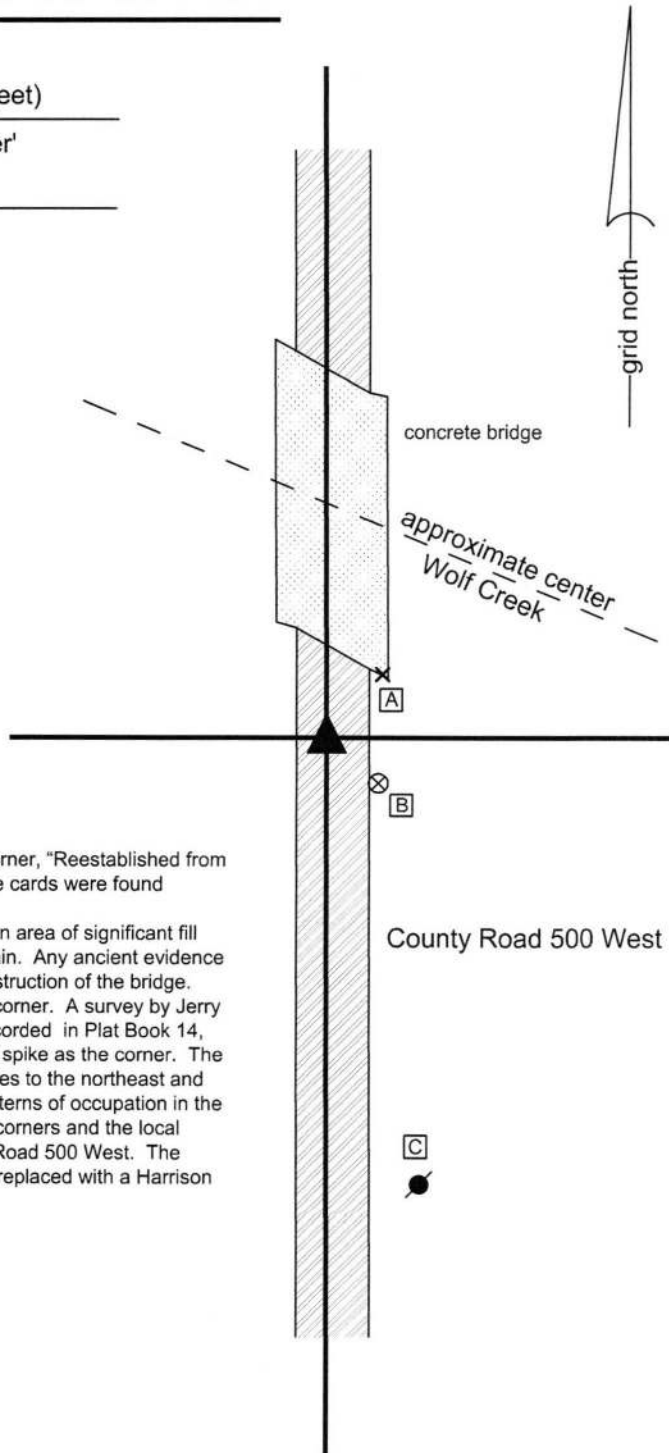 eet)
er'
grid north
concrete bridge
approximate center
Wolf Creek
A
B
rner, “Reestablished from
e cards were found
n area of significant fill
ain. Any ancient evidence
struction of the bridge.
corner. A survey by Jerry
corded in Plat Book 14,
spike as the corner. The
es to the northeast and
tterns of occupation in the
corners and the local
Road 500 West. The
replaced with a Harrison
County Road 500 West
C